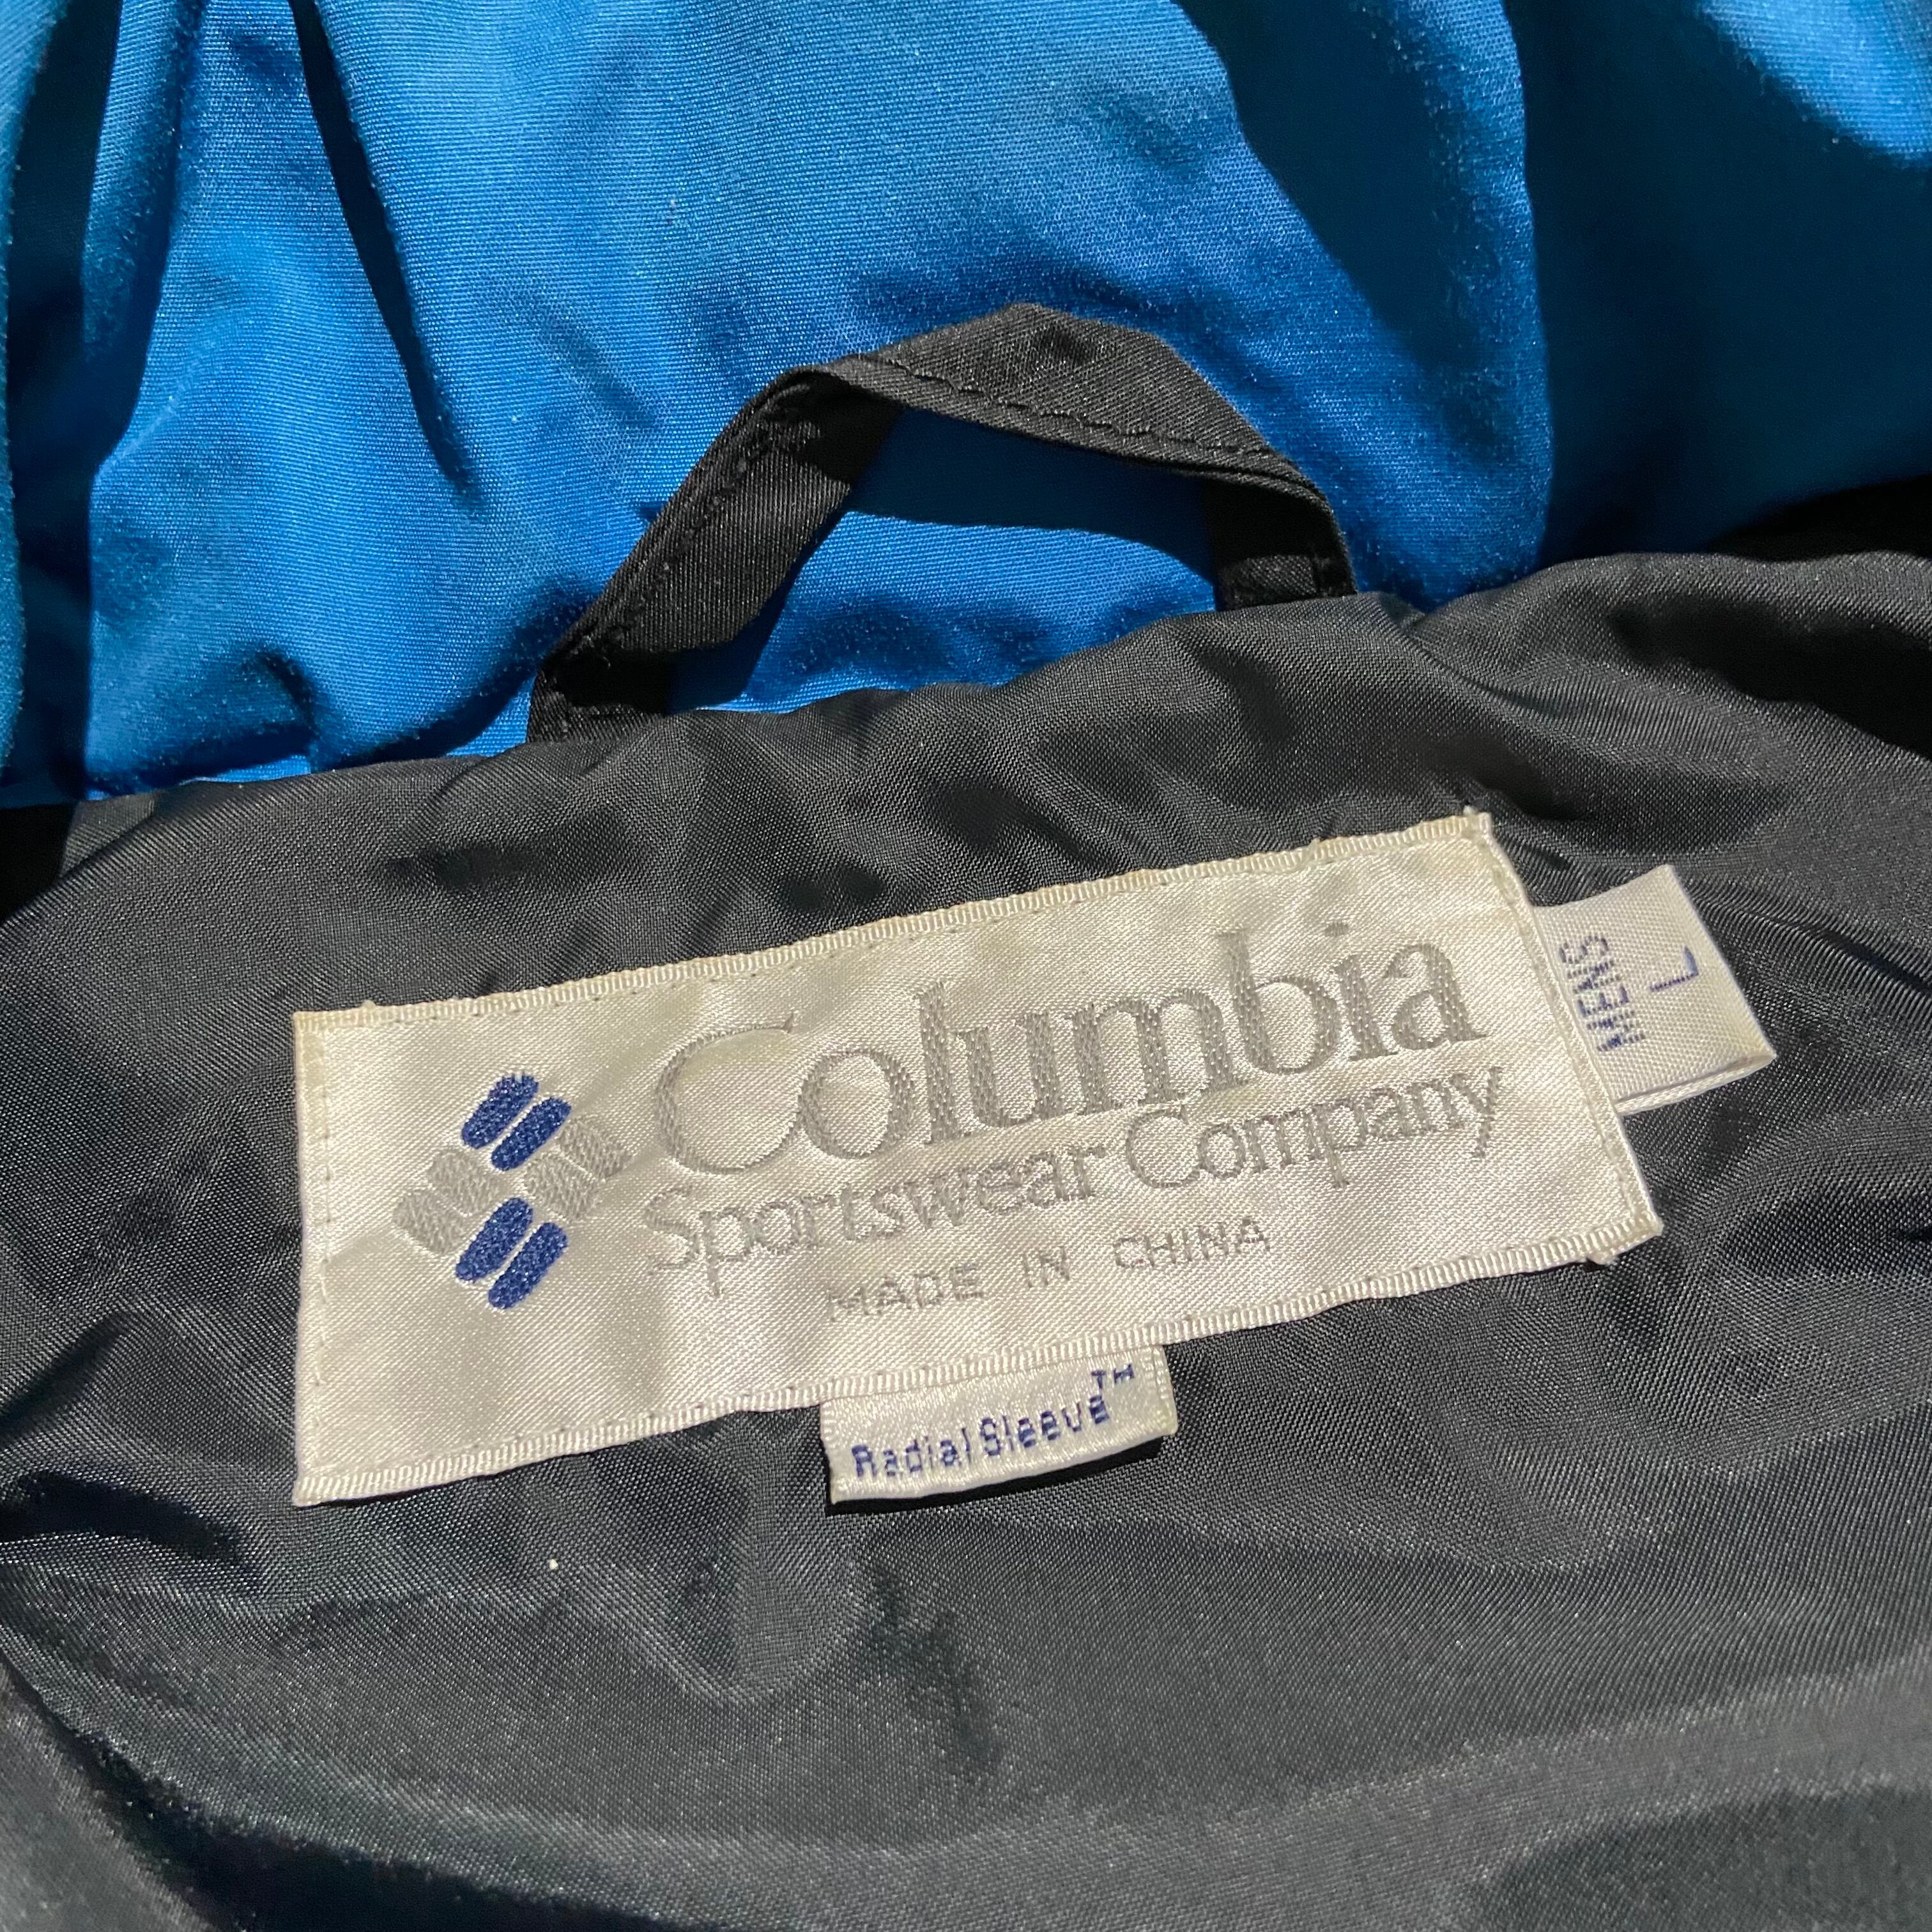 Columbia
Sportswear Company
MADE IN CHINA
MENS
L
Radial Sleeve™